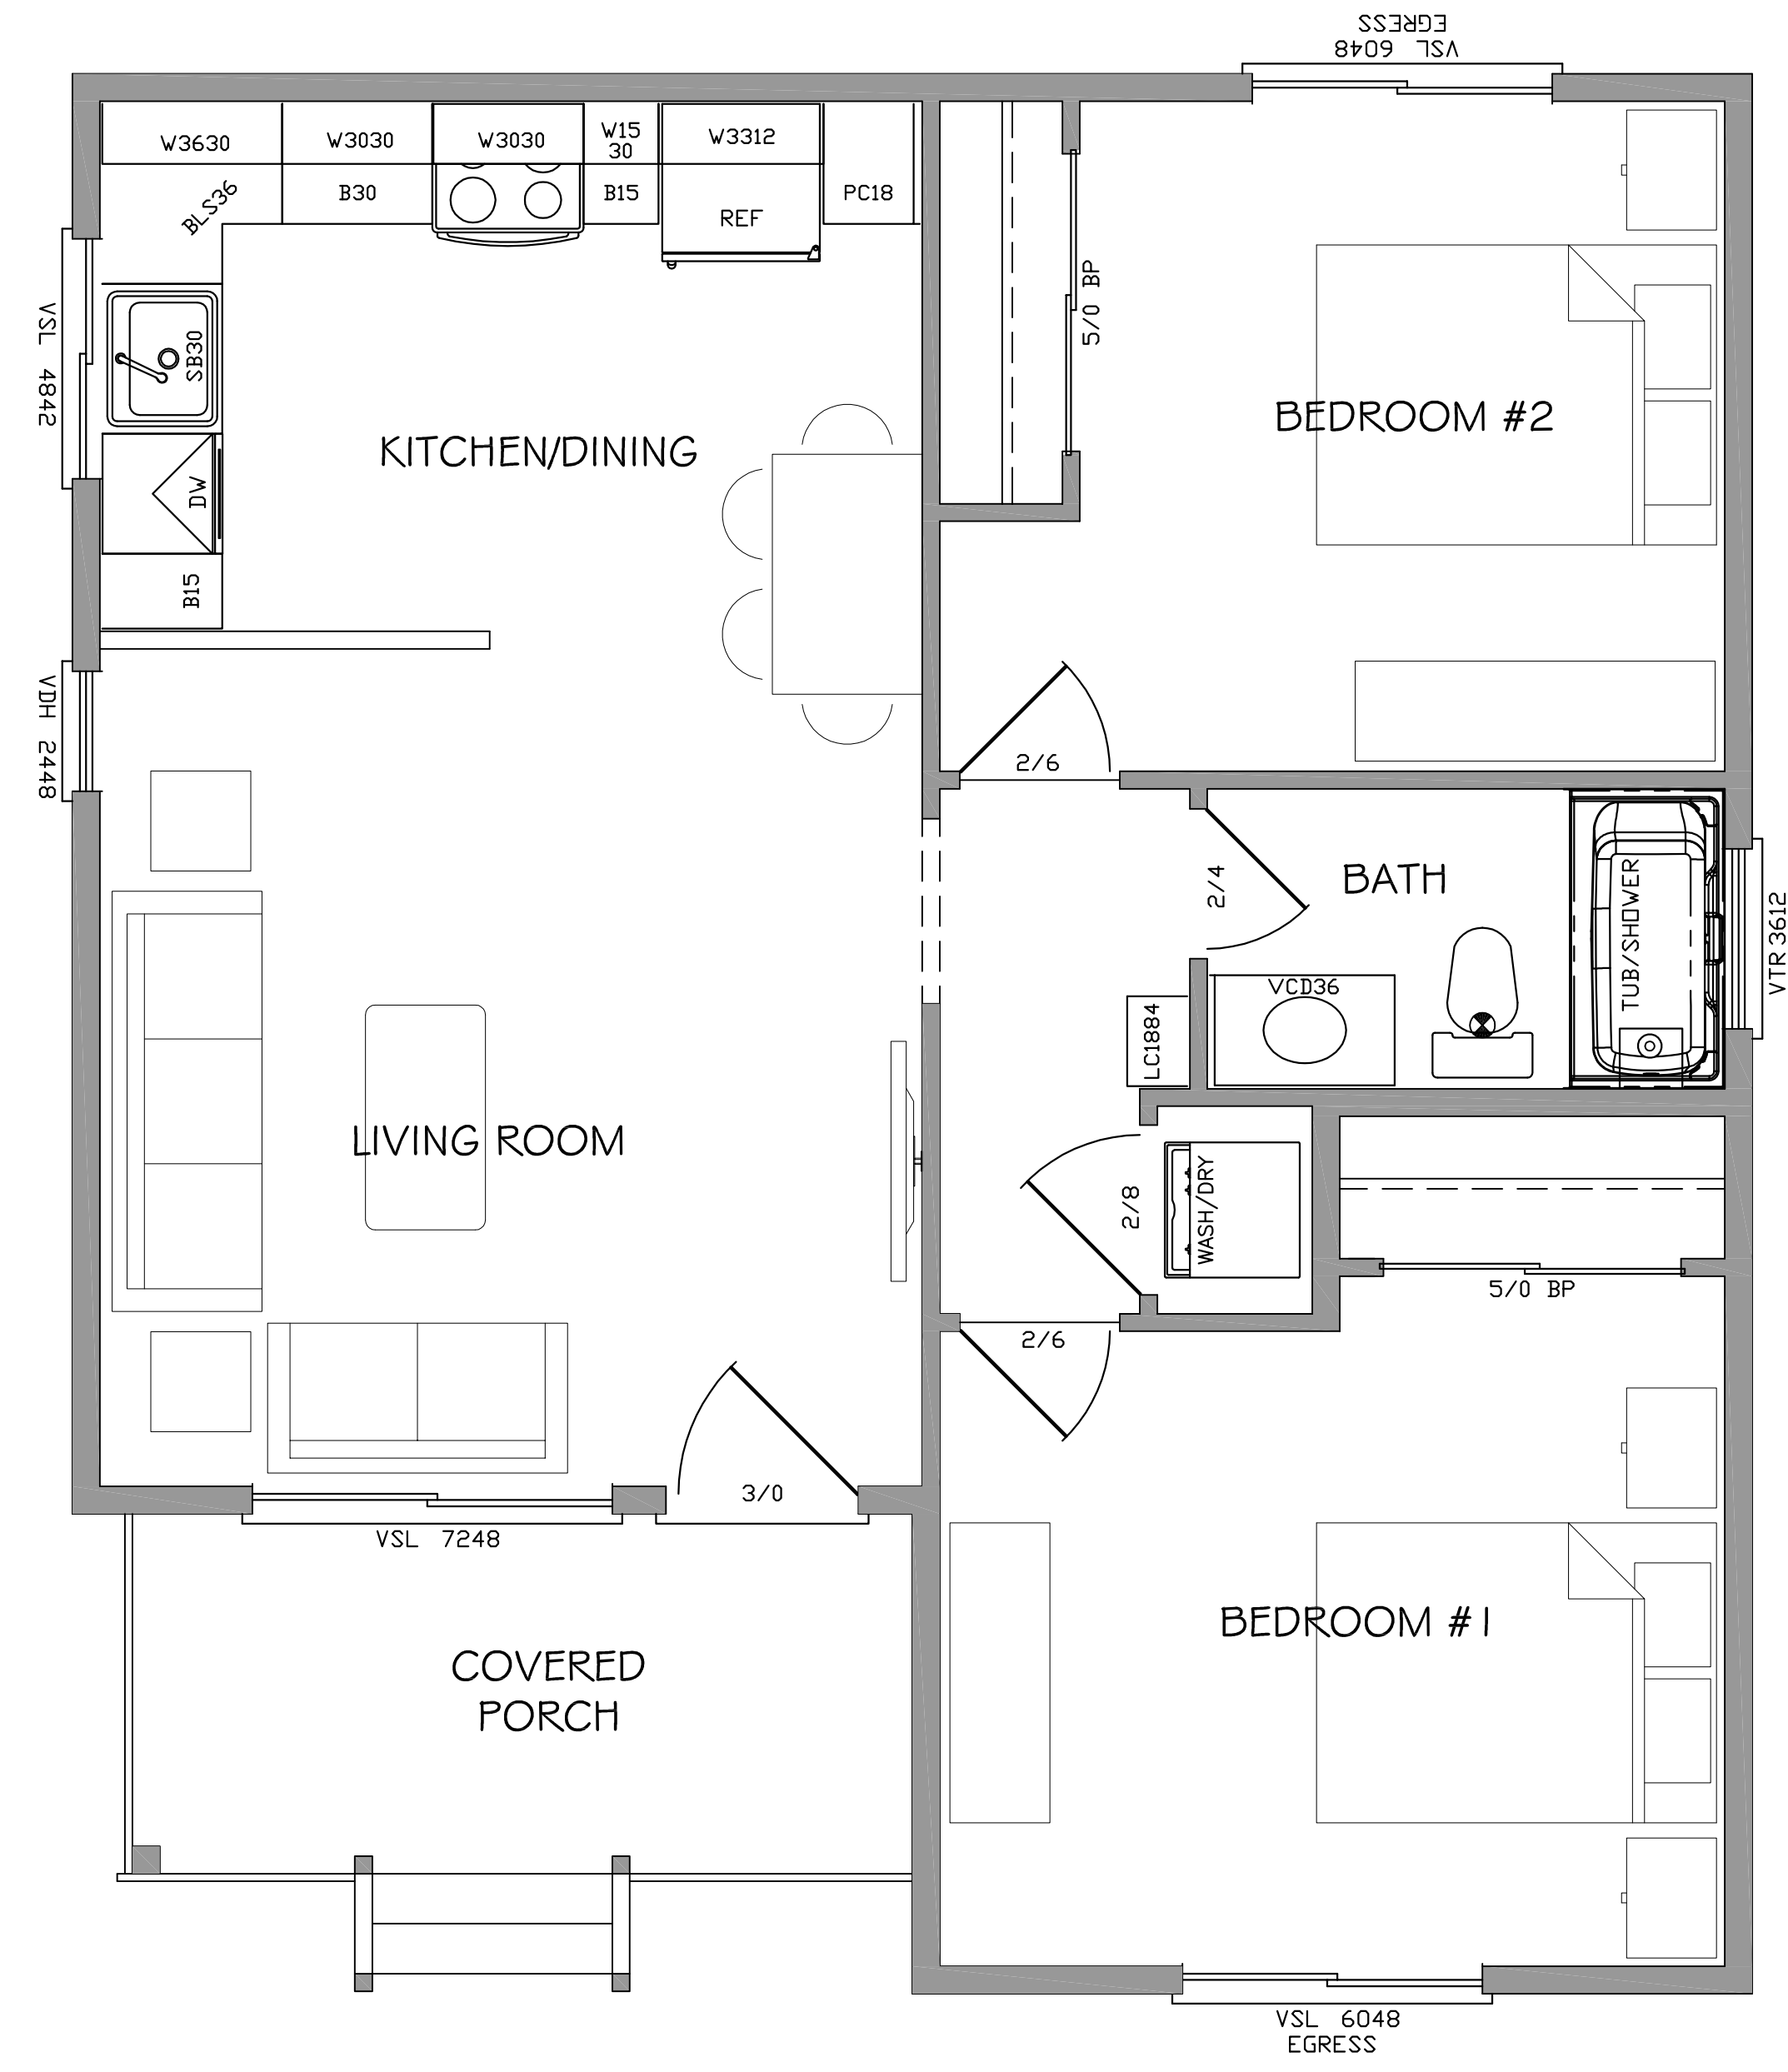 EGRESS
VSL 6048
W3630
W3030
W3030
W15
30
W3312
BLS36
B30
B15
REF
PC18
5/0 BP
VSL 4842
SB30
KITCHEN/DINING
BEDROOM #2
DW
B15
VDH 2448
2/6
2/4
BATH
TUB/SHOWER
VTR 3612
VCD36
LC1884
LIVING ROOM
2/8
WASH/DRY
5/0 BP
2/6
3/0
VSL 7248
BEDROOM #1
COVERED
PORCH
VSL 6048
EGRESS